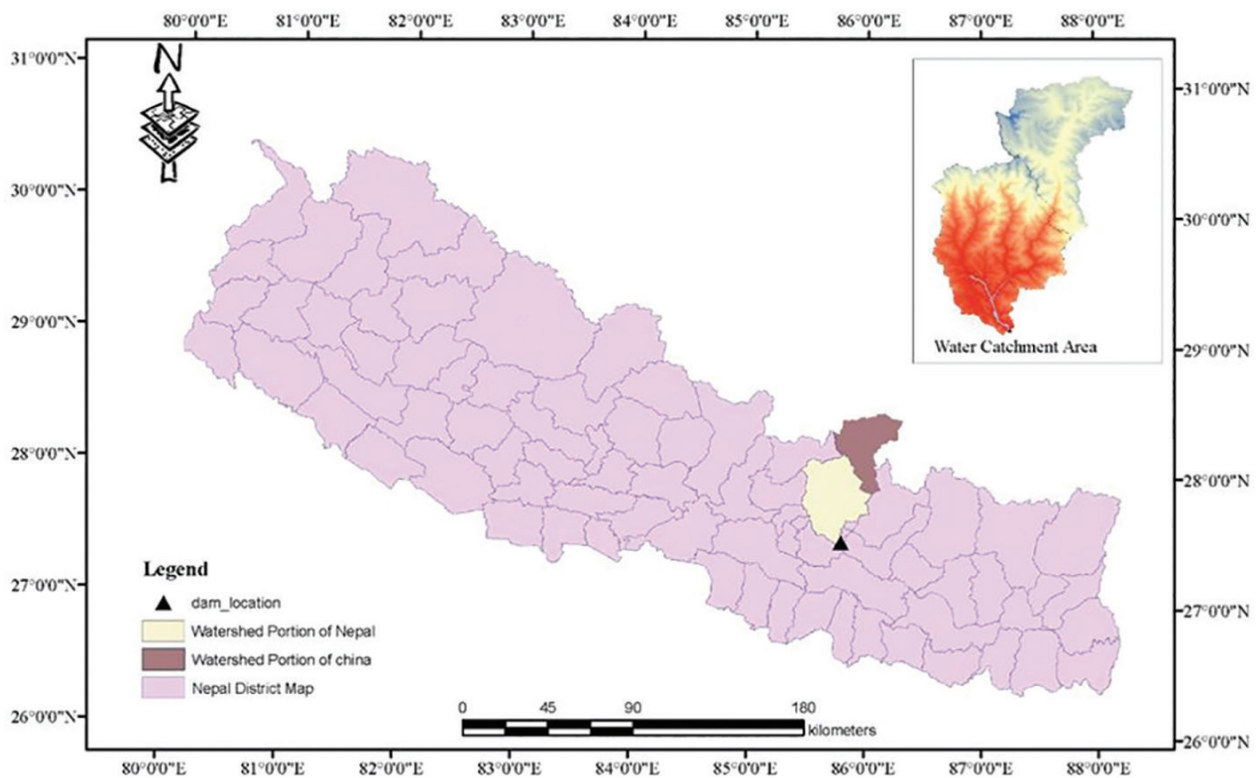 80°0'0"E 81°0'0"E 82°0'0"E 83°0'0"E 84°0'0"E 85°0'0"E 86°0'0"E 87°0'0"E 88°0'0"E
31°0'0"N
N
31°0'0"N
30°0'0"N
30°0'0"N
29°0'0"N
Water Catchment Area
29°0'0"N
28°0'0"N
28°0'0"N
Legend
27°0'0"N
dam_location
27°0'0"N
Watershed Portion of Nepal
Watershed Portion of china
Nepal District Map
0 45 90 180
kilometers
26°0'0"N
26°0'0"N
80°0'0"E 81°0'0"E 82°0'0"E 83°0'0"E 84°0'0"E 85°0'0"E 86°0'0"E 87°0'0"E 88°0'0"E